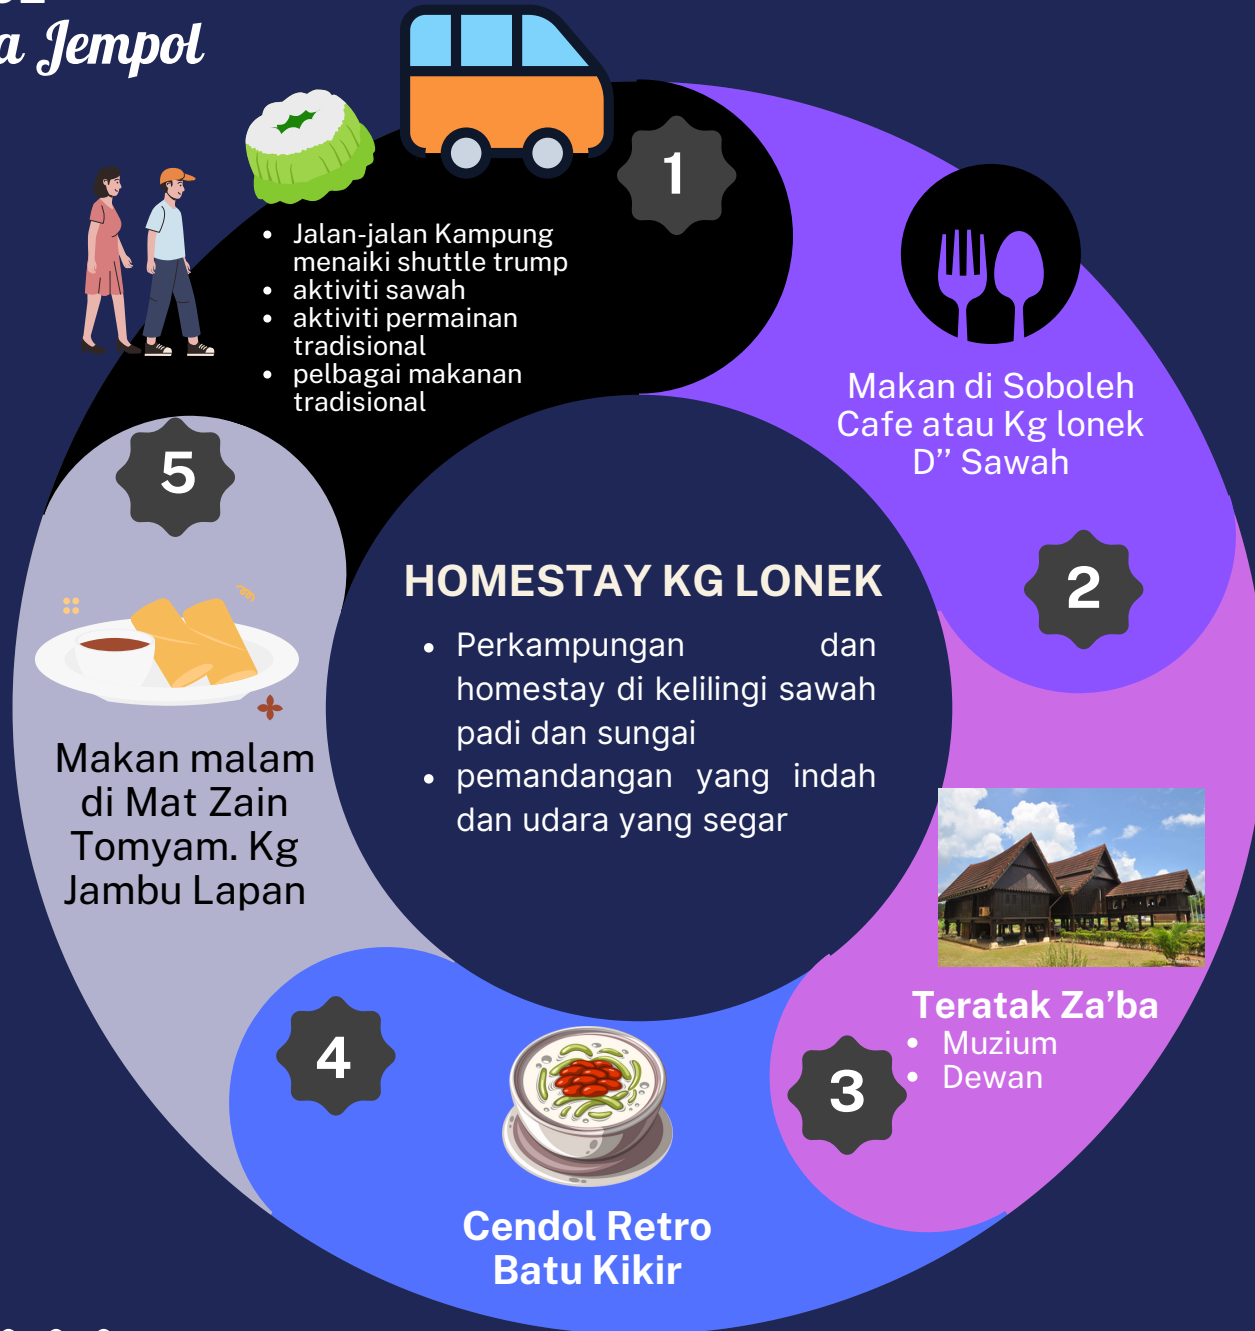 a Jempol
1
• Jalan-jalan Kampung
menaiki shuttle trump
• aktiviti sawah
• aktiviti permainan
tradisional
• pelbagai makanan
tradisional
Makan di Soboleh
Cafe atau Kg lonek
D’’ Sawah
2
HOMESTAY KG LONEK
• Perkampungan dan
homestay di kelilingi sawah
padi dan sungai
• pemandangan yang indah
dan udara yang segar
Teratak Za’ba
• Muzium
• Dewan
3
Cendol Retro
Batu Kikir
4
5
Makan malam
di Mat Zain
Tomyam. Kg
Jambu Lapan